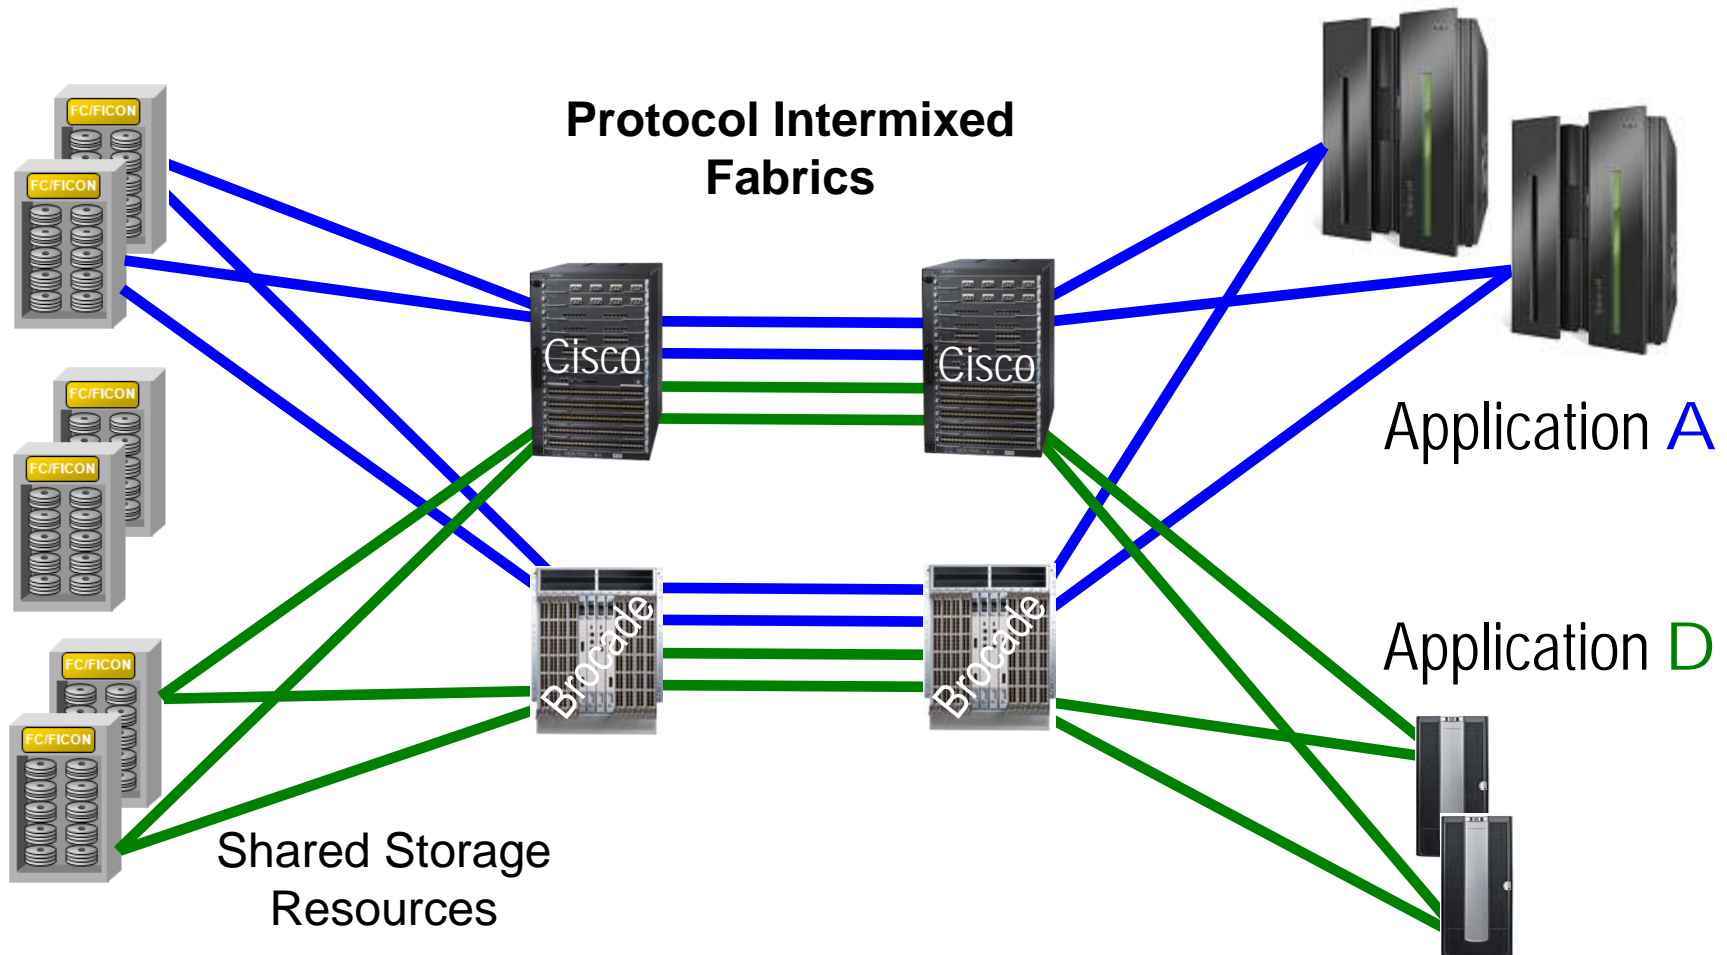 Protocol Intermixed
Fabrics
FC/FICON
FC/FICON
FC/FICON
FC/FICON
FC/FICON
FC/FICON
Cisco
Cisco
Brocade
Brocade
Application A
Application D
Shared Storage
Resources